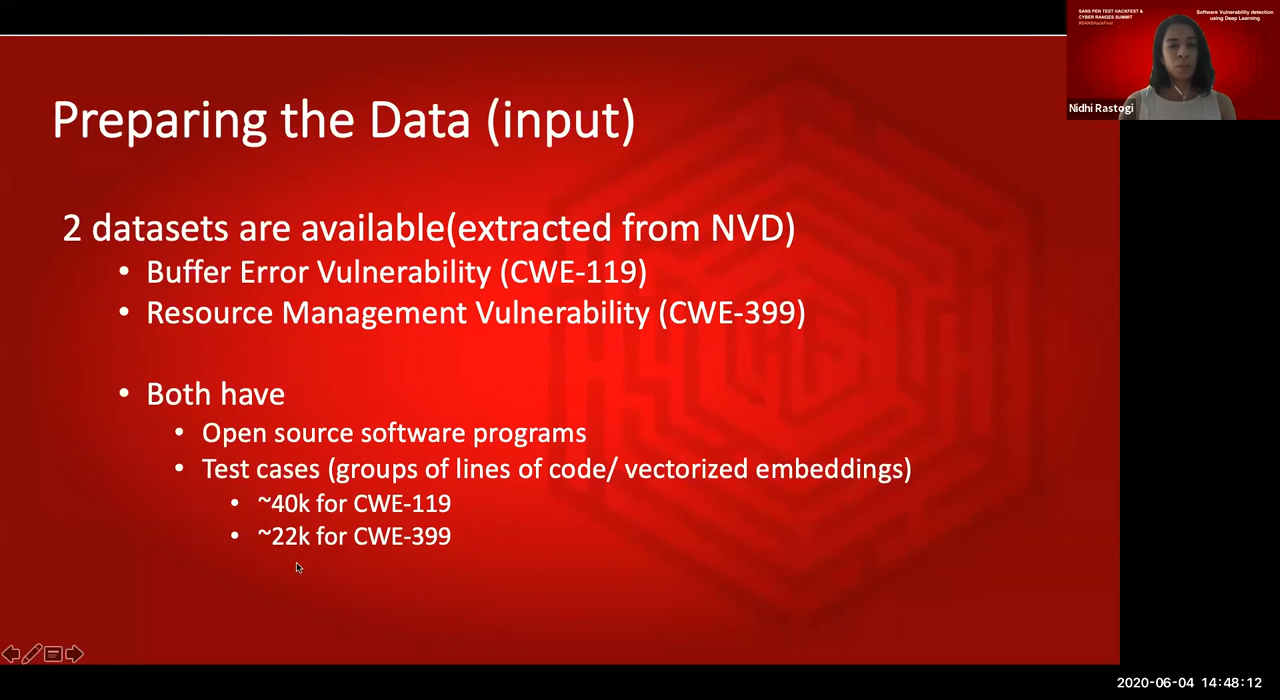 SANS PEN TEST HACKFEST &
CYBER RANGES SUMMIT
#SANSHackFest
Software Vulnerability detection
using Deep Learning
Nidhi Rastogi
Preparing the Data (input)
2 datasets are available(extracted from NVD)
• Buffer Error Vulnerability (CWE-119)
• Resource Management Vulnerability (CWE-399)
• Both have
• Open source software programs
• Test cases (groups of lines of code/ vectorized embeddings)
• ~40k for CWE-119
• ~22k for CWE-399
2020-06-04 14:48:12